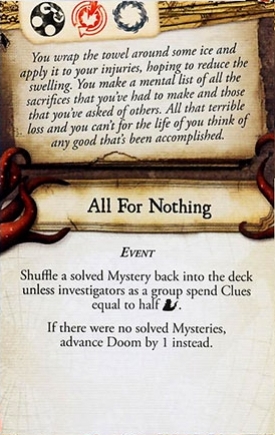 You wrap the towel around some ice and
apply it to your injuries, hoping to reduce the
swelling. You make a mental list of all the
sacrifices that you've had to make and those
that you've asked of others. All that terrible
loss and you can't for the life of you think of
any good that's been accomplished.
All For Nothing
Event
Shuffle a solved Mystery back into the deck
unless investigators as a group spend Clues
equal to half .
If there were no solved Mysteries,
advance Doom by 1 instead.